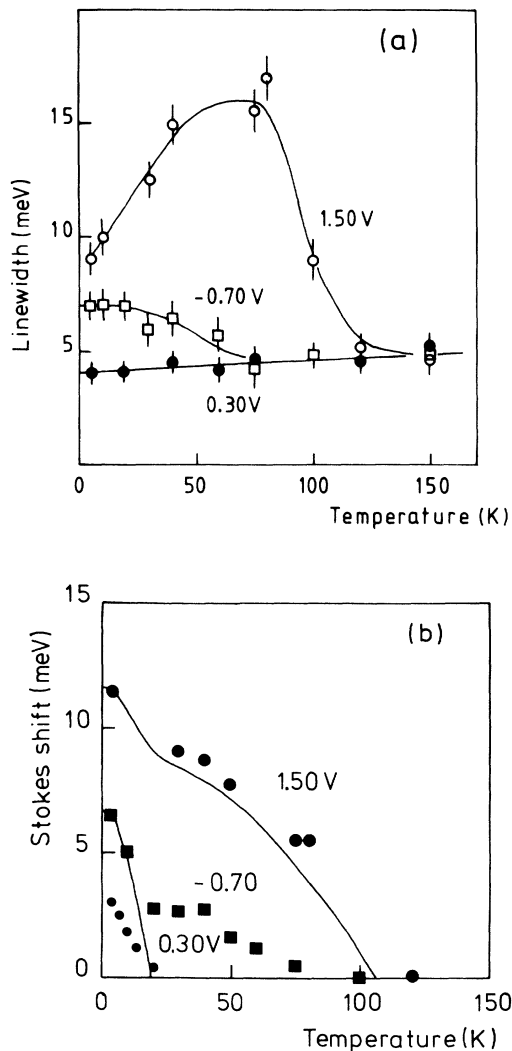 (a)
15
10
5
Linewidth (meV)
1.50 V
-0.70 V
0.30V
0 50 100 150
Temperature (K)
(b)
15
10
5
0
Stokes shift (meV)
1.50 V
-0.70
0.30V
0 50 100 150
Temperature (K)